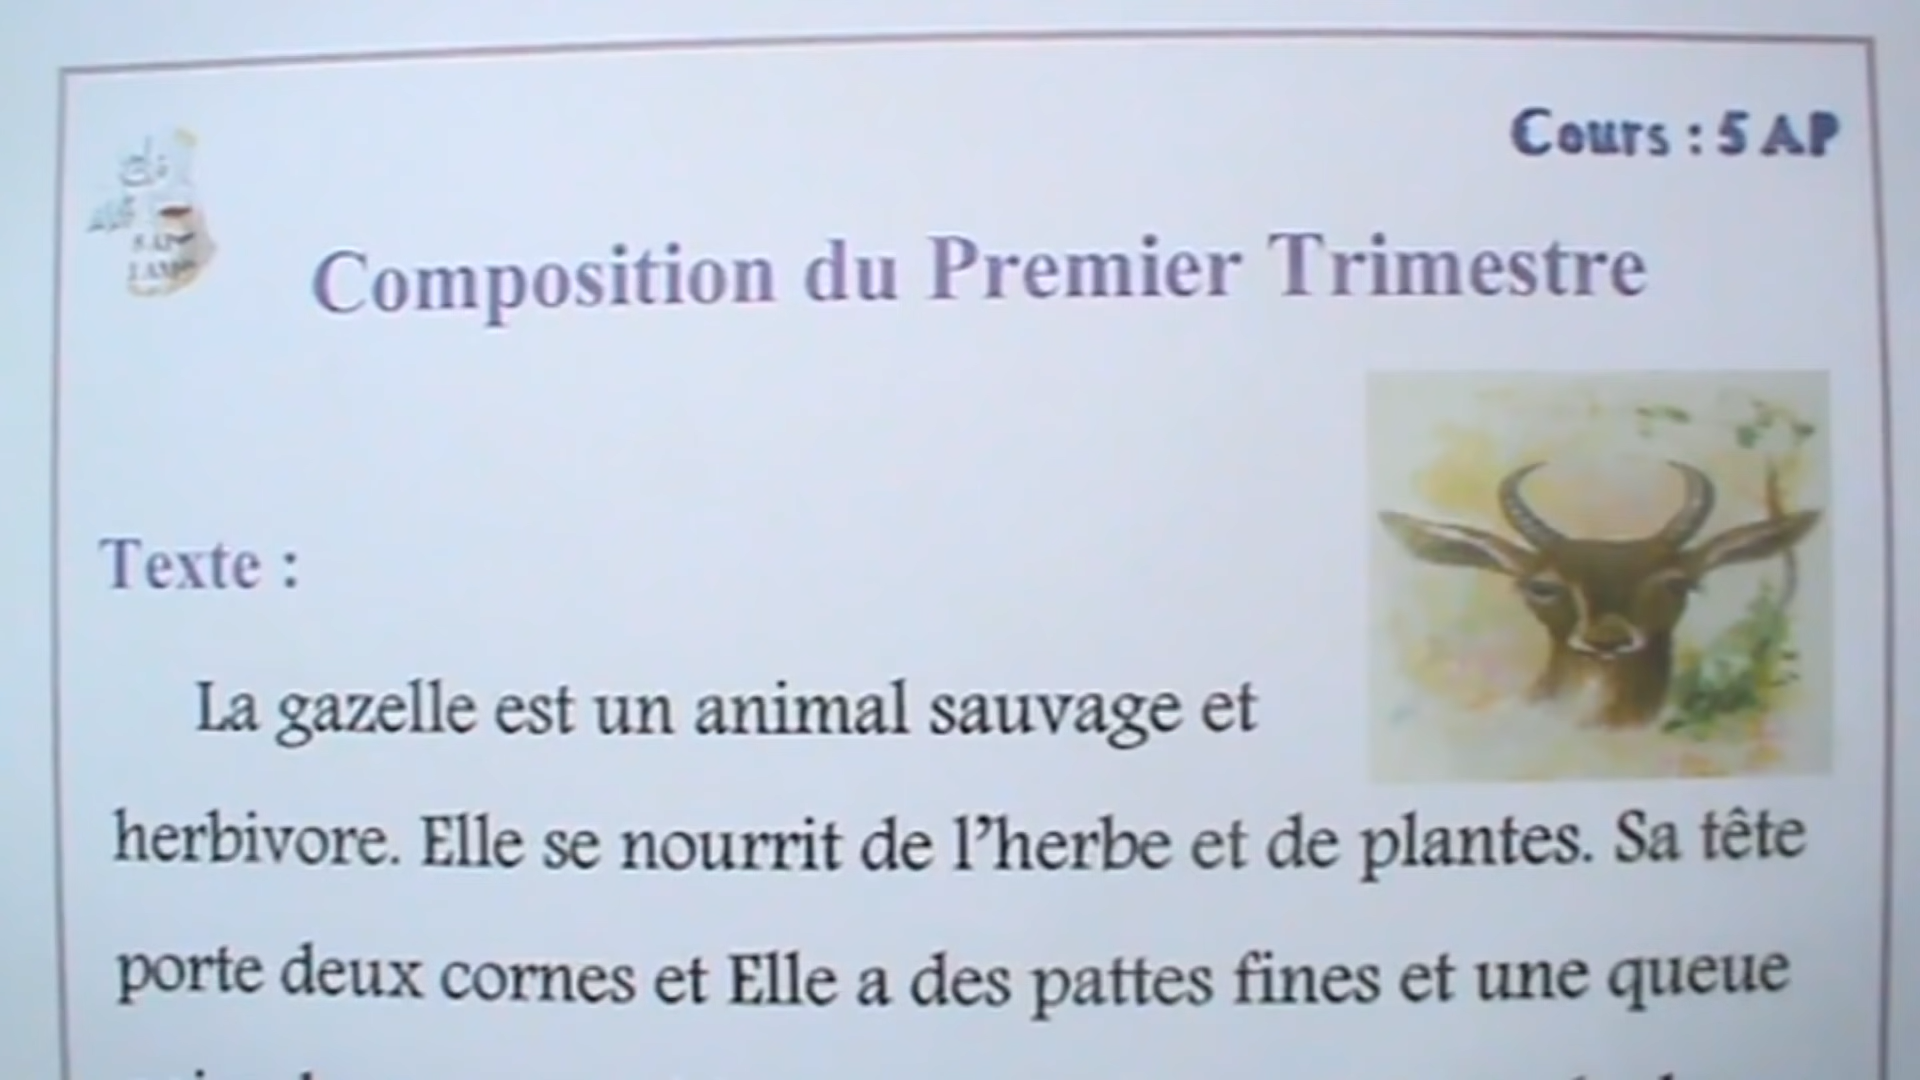 Cours : 5 AP
Composition du Premier Trimestre
Texte :
La gazelle est un animal sauvage et
herbivore. Elle se nourrit de l’herbe et de plantes. Sa tête
porte deux cornes et Elle a des pattes fines et une queue